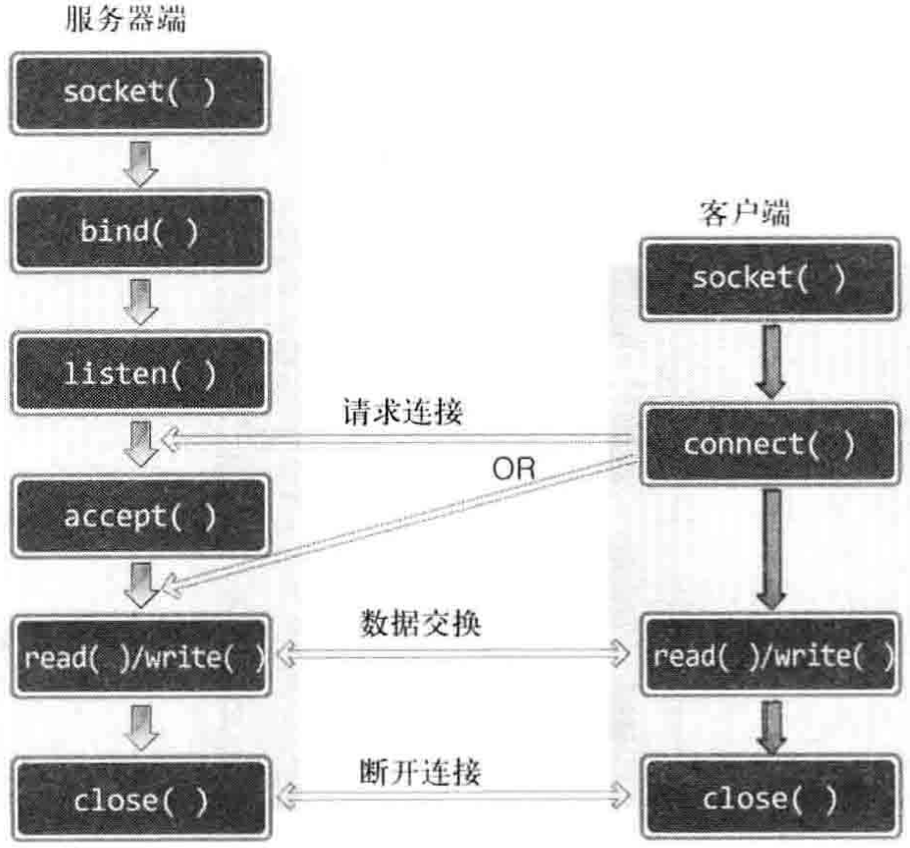 服务器端
socket( )
bind( )
listen( )
accept( )
read( )/write( )
close( )
客户端
socket( )
connect( )
read( )/write( )
close( )
请求连接
OR
数据交换
断开连接